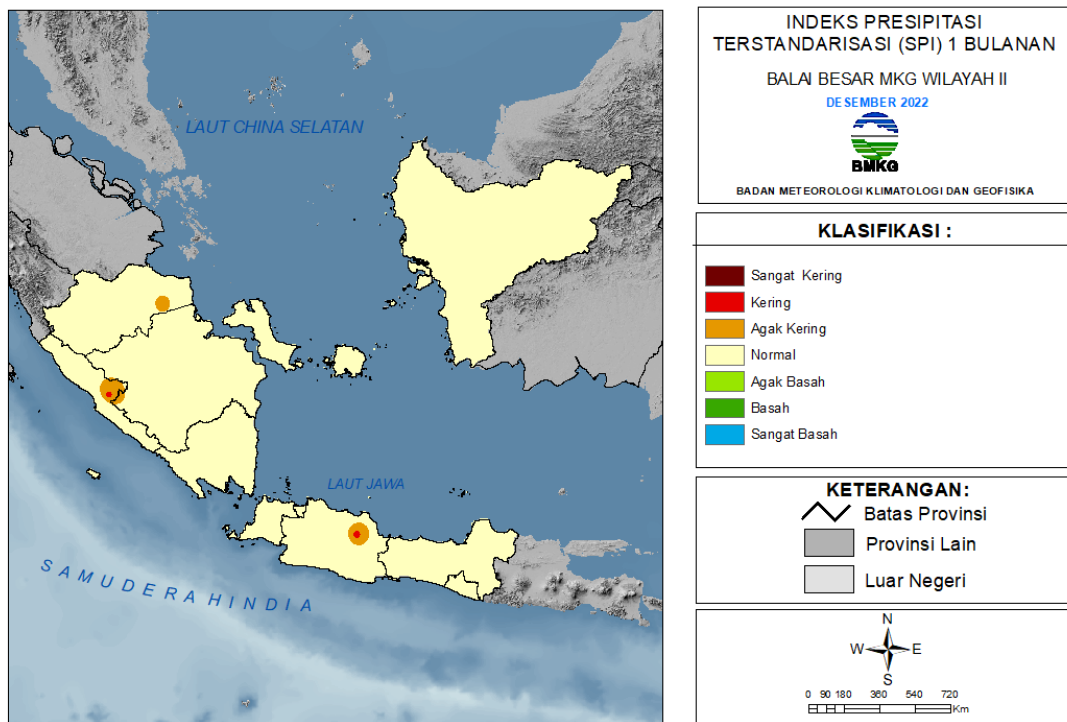 LAUT CHINA SELATAN
LAUT JAWA
SAMUDERA HINDIA
INDEKS PRESIPITASI
TERSTANDARISASI (SPI) 1 BULANAN
BALAI BESAR MKG WILAYAH II
DESEMBER 2022
BMKG
BADAN METEOROLOGI KLIMATOLOGI DAN GEOFISIKA
KLASIFIKASI :
Sangat Kering
Kering
Agak Kering
Normal
Agak Basah
Basah
Sangat Basah
KETERANGAN:
Batas Provinsi
Provinsi Lain
Luar Negeri
N
W E
S
0 90 180 360 540 720
Km